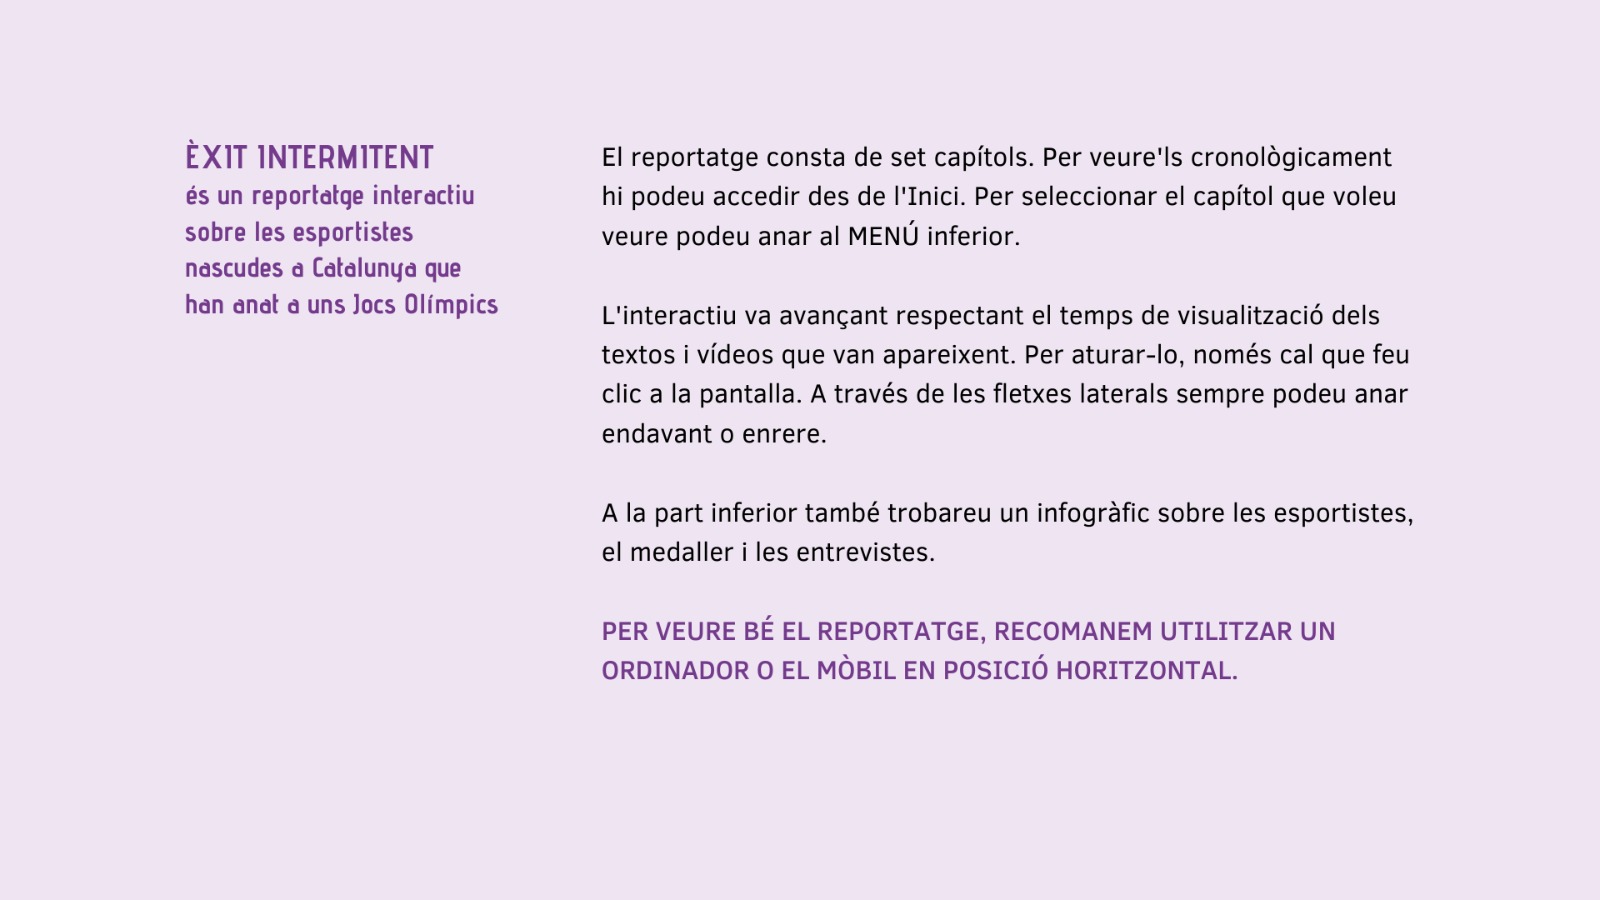 ÈXIT INTERMITENT
és un reportatge interactiu
sobre les esportistes
nascudes a Catalunya que
han anat a uns Jocs Olímpics
El reportatge consta de set capítols. Per veure'ls cronològicament
hi podeu accedir des de l'Inici. Per seleccionar el capítol que voleu
veure podeu anar al MENÚ inferior.
L'interactiu va avançant respectant el temps de visualització dels
textos i vídeos que van apareixent. Per aturar-lo, només cal que feu
clic a la pantalla. A través de les fletxes laterals sempre podeu anar
endavant o enrere.
A la part inferior també trobareu un infogràfic sobre les esportistes,
el medaller i les entrevistes.
PER VEURE BÉ EL REPORTATGE, RECOMANEM UTILITZAR UN
ORDINADOR O EL MÒBIL EN POSICIÓ HORITZONTAL.